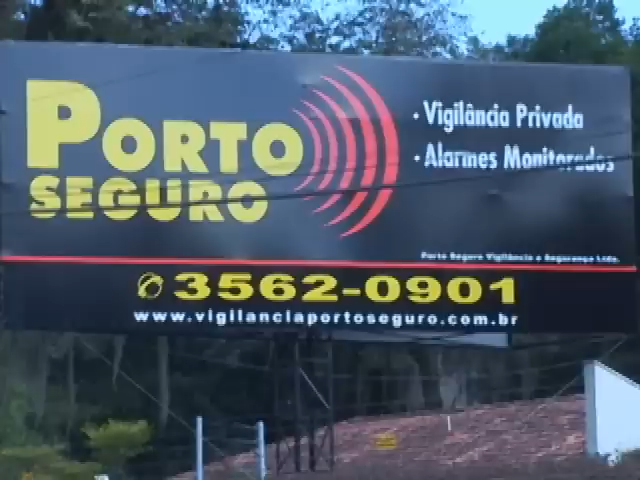 PORTO
SEGURO
• Vigilância Privada
• Alarmes Monitorados
Porto Seguro Vigilância e Segurança Ltda.
✆ 3562-0901
www.vigilanciaportoseguro.com.br